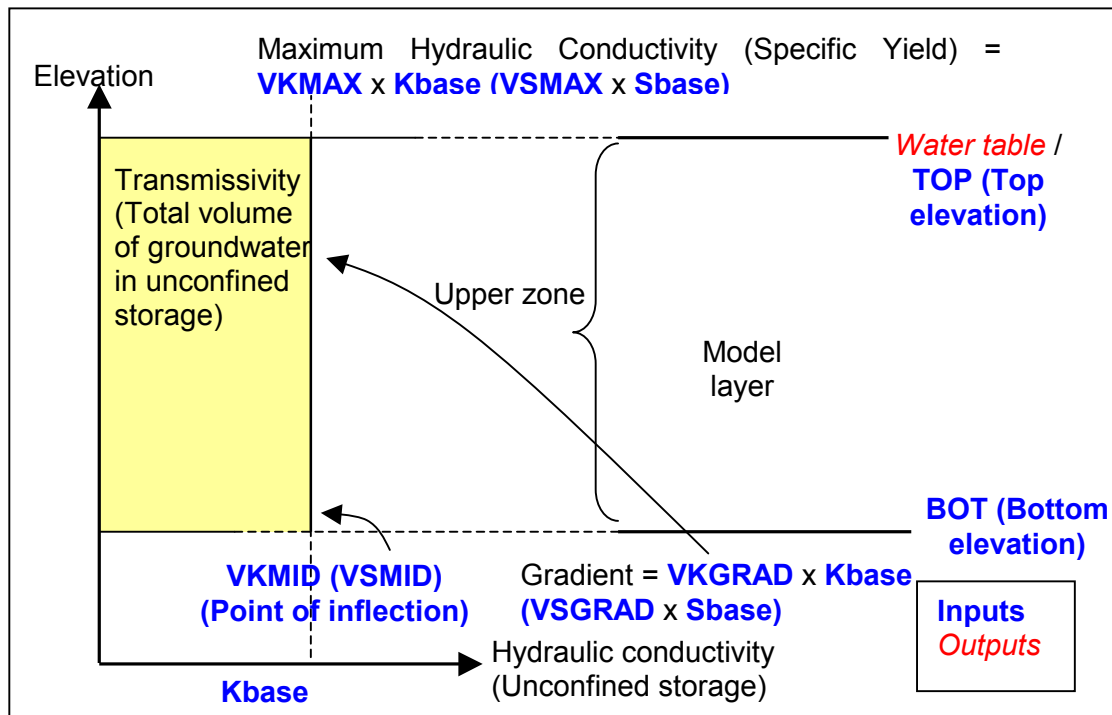 Maximum Hydraulic Conductivity (Specific Yield) =
VKMAX x Kbase (VSMAX x Sbase)
Elevation
Transmissivity
(Total volume
of groundwater
in unconfined
storage)
Water table /
TOP (Top
elevation)
Upper zone
Model
layer
BOT (Bottom
elevation)
VKMID (VSMID)
(Point of inflection)
Gradient = VKGRAD x Kbase
(VSGRAD x Sbase)
Inputs
Outputs
Hydraulic conductivity
(Unconfined storage)
Kbase